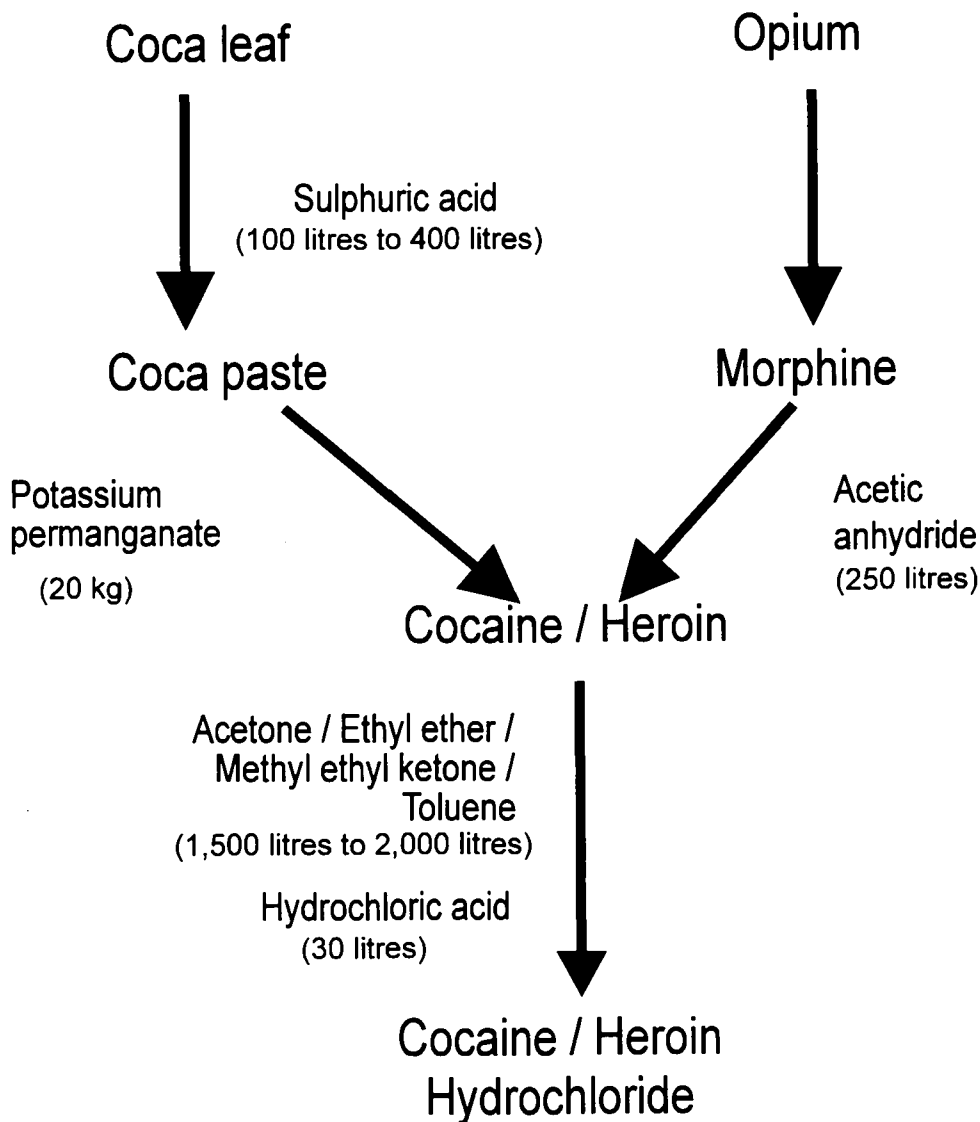 Coca leaf
Opium
Sulphuric acid
(100 litres to 400 litres)
Coca paste
Morphine
Potassium
permanganate
(20 kg)
Acetic
anhydride
(250 litres)
Cocaine / Heroin
Acetone / Ethyl ether /
Methyl ethyl ketone /
Toluene
(1,500 litres to 2,000 litres)
Hydrochloric acid
(30 litres)
Cocaine / Heroin
Hydrochloride